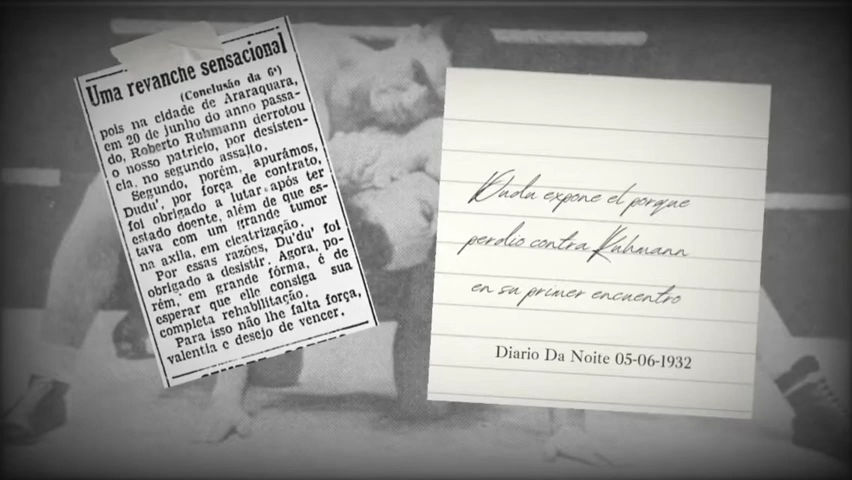 Uma revanche sensacional
(Conclusão da 6ª)
pois na cidade de Araraquara,
em 20 de junho do anno passa-
do, Roberto Ruhmann derrotou
o nosso patricio, por desisten-
cia, no segundo assalto.
Segundo, porém, apurámos,
Dudu', por força de contrato,
foi obrigado a lutar após ter
estado doente, além de que es-
tava com um grande tumor
na axila, em cicatrização.
Por essas razões, Du'du' foi
obrigado a desistir. Agora, po-
rém, em grande fórma, é de
esperar que elle consiga sua
completa rehabilitação.
Para isso não lhe falta força,
valentia e desejo de vencer.
Dudu expone el porque
perdio contra Ruhmann
en su primer encuentro
Diario Da Noite 05-06-1932